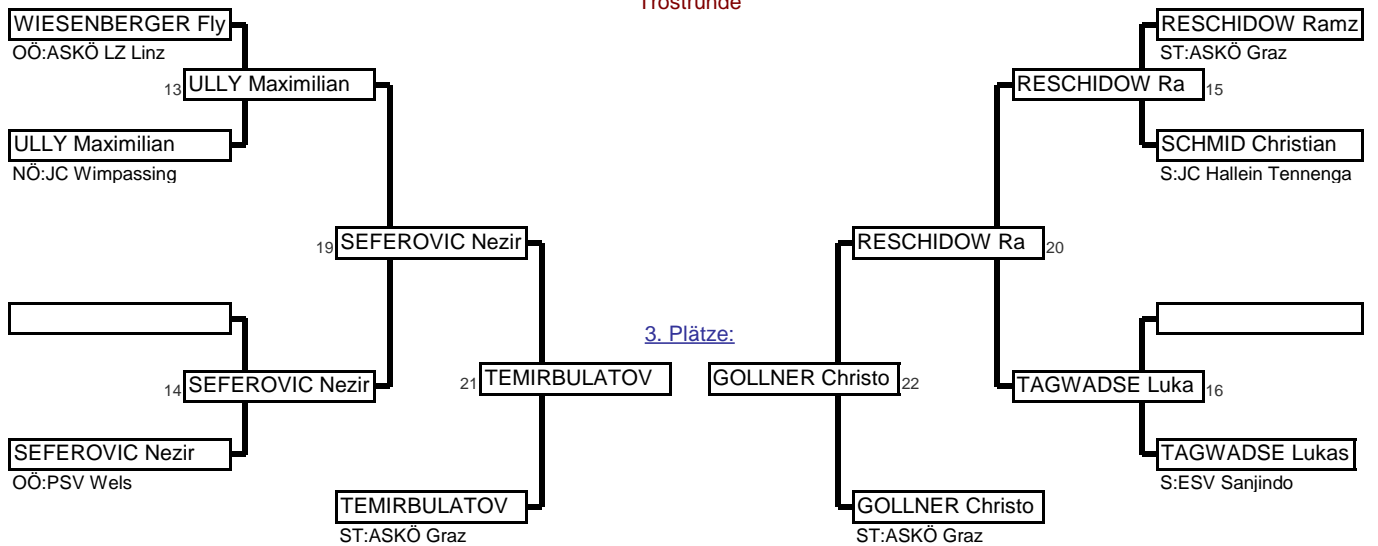 Trostrunde
WIESENBERGER Fly
OÖ:ASKÖ LZ Linz
13 ULLY Maximilian
ULLY Maximilian
NÖ:JC Wimpassing
19 SEFEROVIC Nezir
14 SEFEROVIC Nezir
SEFEROVIC Nezir
OÖ:PSV Wels
21 TEMIRBULATOV
TEMIRBULATOV
ST:ASKÖ Graz
3. Plätze:
RESCHIDOW Ramz
ST:ASKÖ Graz
RESCHIDOW Ra 15
SCHMID Christian
S:JC Hallein Tennenga
RESCHIDOW Ra 20
GOLLNER Christo 22
TAGWADSE Luka 16
TAGWADSE Lukas
S:ESV Sanjindo
GOLLNER Christo
ST:ASKÖ Graz